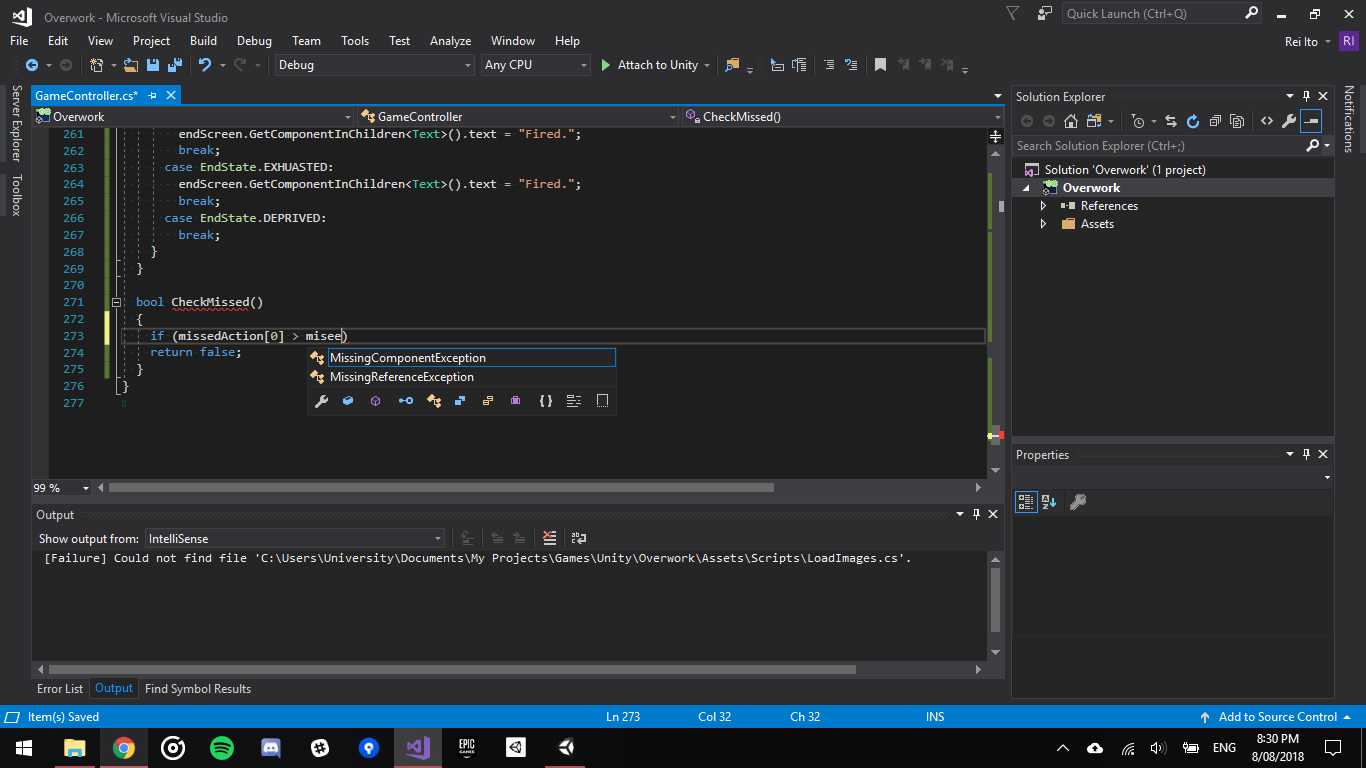 Overwork - Microsoft Visual Studio
Quick Launch (Ctrl+Q)
File Edit View Project Build Debug Team Tools Test Analyze Window Help
Rei Ito RI
Debug Any CPU Attach to Unity
Server Explorer
Toolbox
GameController.cs*
Overwork GameController CheckMissed()
261 endScreen.GetComponentInChildren<Text>().text = "Fired.";
262 break;
263 case EndState.EXHUASTED:
264 endScreen.GetComponentInChildren<Text>().text = "Fired.";
265 break;
266 case EndState.DEPRIVED:
267 break;
268 }
269 }
270
271 bool CheckMissed()
272 {
273 if (missedAction[0] > misee)
274 return false;
275 }
276 }
277
MissingComponentException
MissingReferenceException
99 %
Output
Show output from: IntelliSense
[Failure] Could not find file 'C:\Users\University\Documents\My Projects\Games\Unity\Overwork\Assets\Scripts\LoadImages.cs'.
Error List Output Find Symbol Results
Solution Explorer
Search Solution Explorer (Ctrl+;)
Solution 'Overwork' (1 project)
Overwork
References
Assets
Properties
Notifications
Item(s) Saved Ln 273 Col 32 Ch 32 INS Add to Source Control
EPIC GAMES
ENG
8:30 PM
8/08/2018